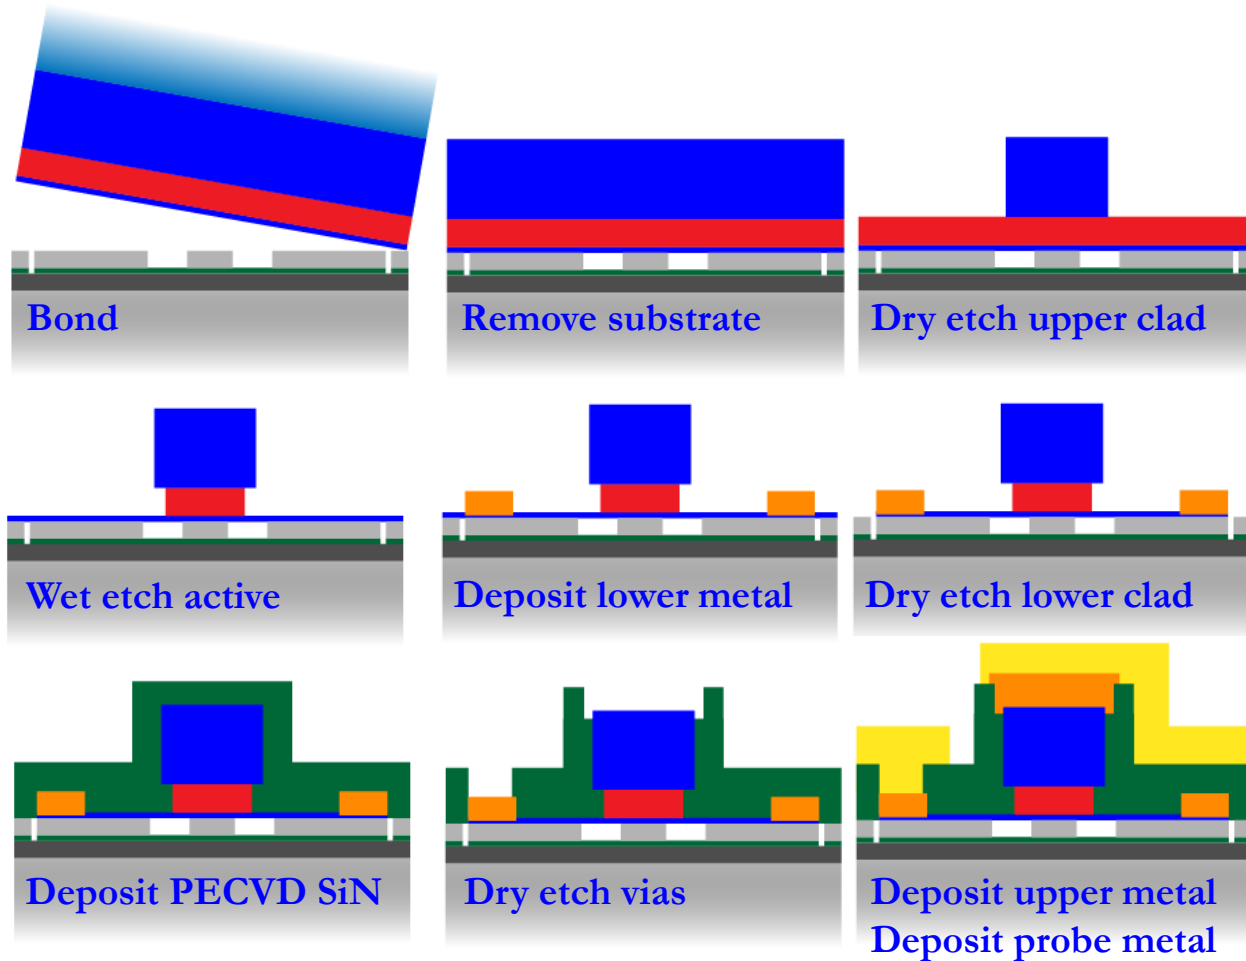 Bond
Remove substrate
Dry etch upper clad
Wet etch active
Deposit lower metal
Dry etch lower clad
Deposit PECVD SiN
Dry etch vias
Deposit upper metal
Deposit probe metal